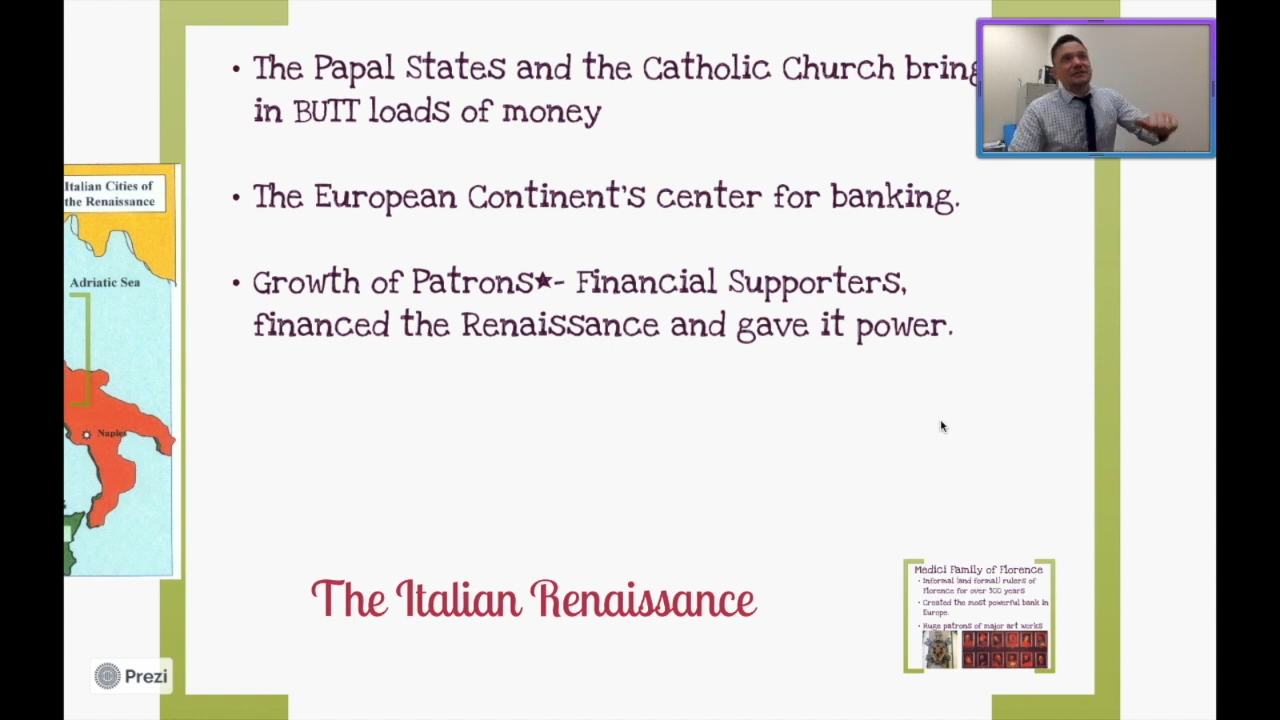 • The Papal States and the Catholic Church bring
in BUTT loads of money
• The European Continent's center for banking.
• Growth of Patrons★- Financial Supporters,
financed the Renaissance and gave it power.
Italian Cities of
the Renaissance
Adriatic Sea
Naples
The Italian Renaissance
Medici Family of Florence
• Informal (and formal) rulers of
Florence for over 300 years
• Created the most powerful bank in
Europe.
• Huge patrons of major art works
Prezi